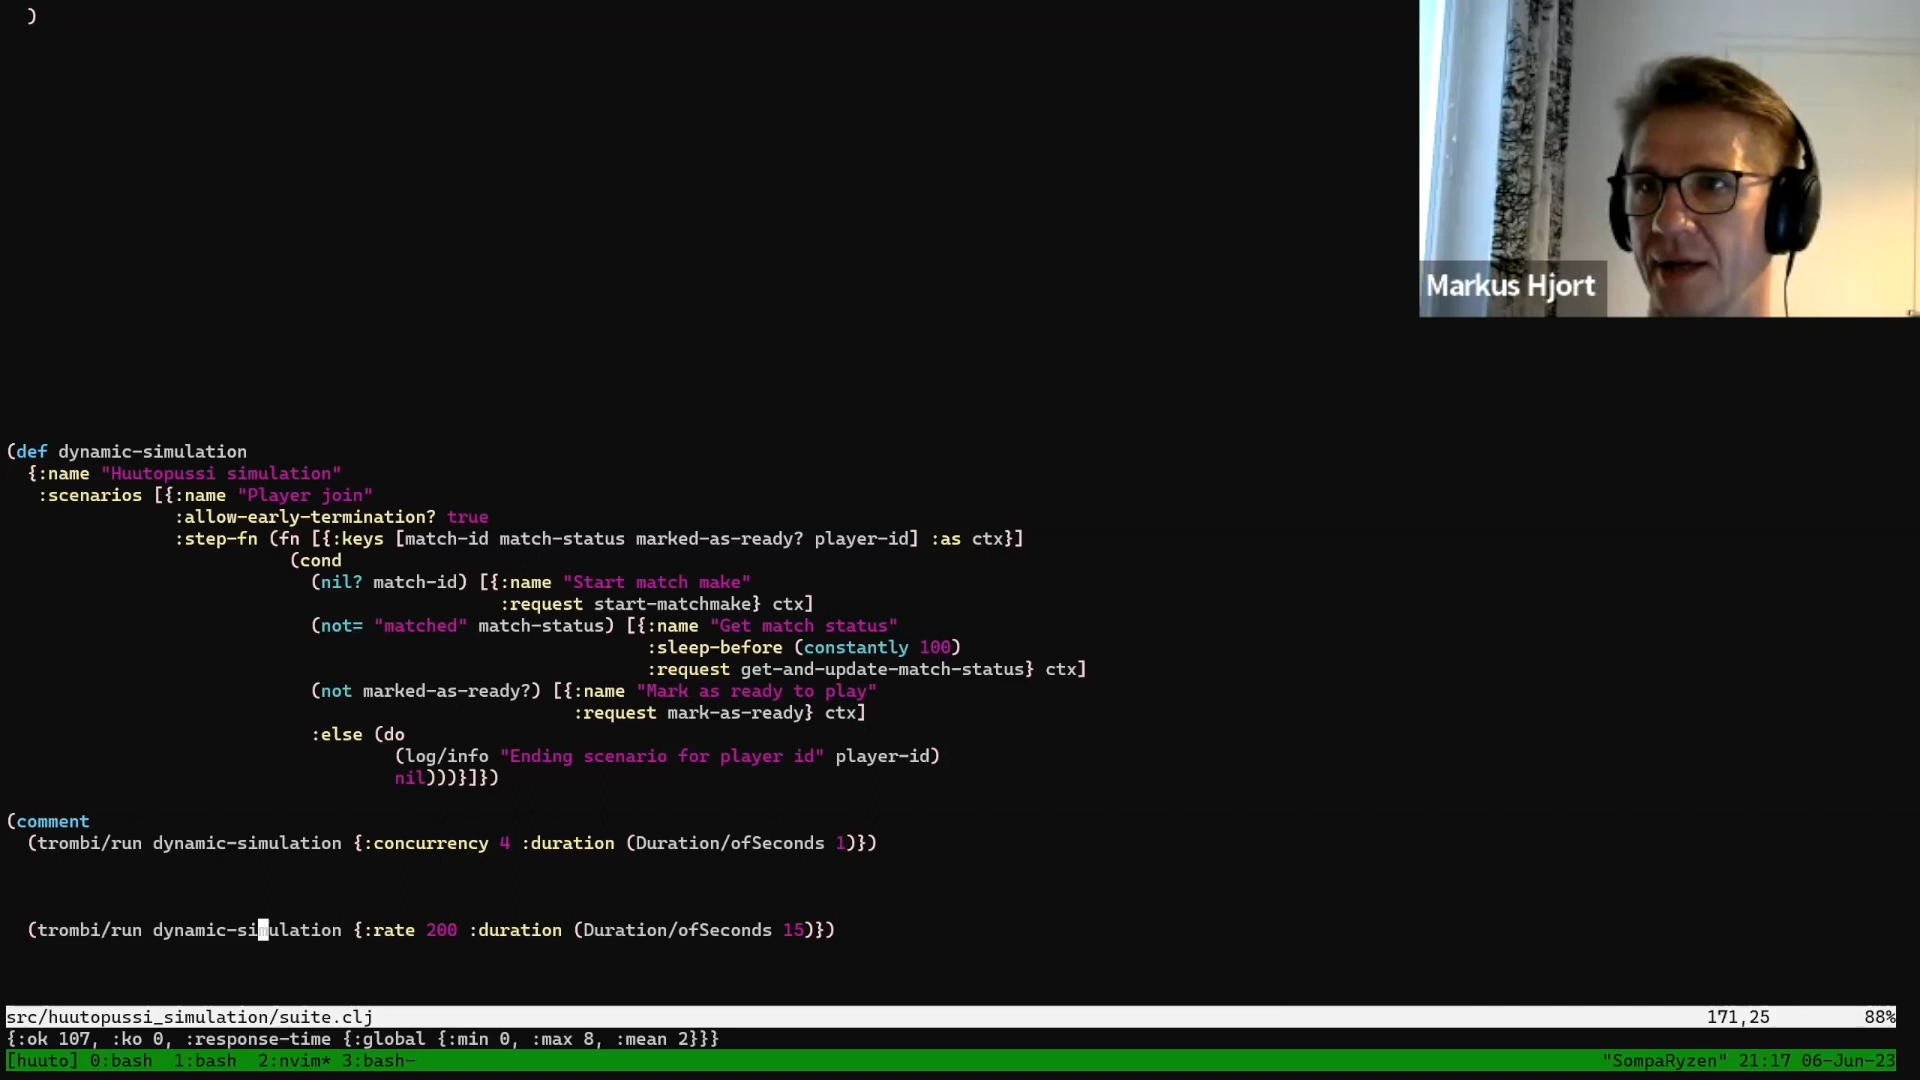 )
Markus Hjort
(def dynamic-simulation
{:name "Huutopussi simulation"
:scenarios [{:name "Player join"
:allow-early-termination? true
:step-fn (fn [{:keys [match-id match-status marked-as-ready? player-id] :as ctx}]
(cond
(nil? match-id) [{:name "Start match make"
:request start-matchmake} ctx]
(not= "matched" match-status) [{:name "Get match status"
:sleep-before (constantly 100)
:request get-and-update-match-status} ctx]
(not marked-as-ready?) [{:name "Mark as ready to play"
:request mark-as-ready} ctx]
:else (do
(log/info "Ending scenario for player id" player-id)
nil)))}]})
(comment
(trombi/run dynamic-simulation {:concurrency 4 :duration (Duration/ofSeconds 1)})
(trombi/run dynamic-simulation {:rate 200 :duration (Duration/ofSeconds 15)})
src/huutopussi_simulation/suite.clj 171,25 88%
{:ok 107, :ko 0, :response-time {:global {:min 0, :max 8, :mean 2}}}
[huuto] 0:bash 1:bash 2:nvim* 3:bash- "SompaRyzen" 21:17 06-Jun-23